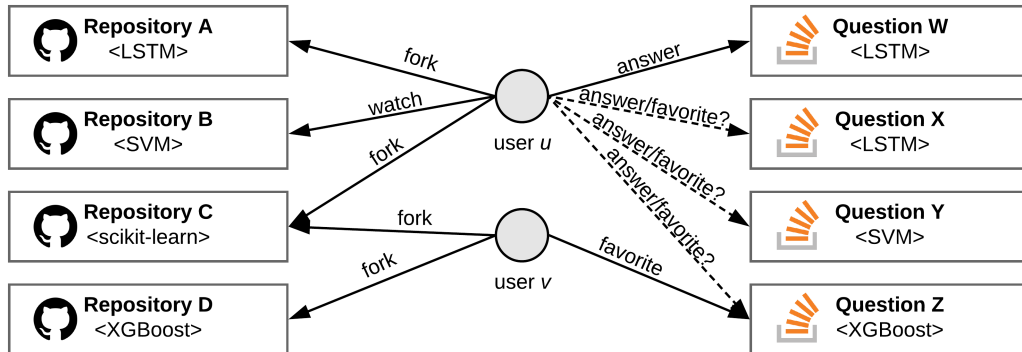 Repository A
<LSTM>
Repository B
<SVM>
Repository C
<scikit-learn>
Repository D
<XGBoost>
fork
watch
fork
fork
fork
user u
user v
answer
answer/favorite?
answer/favorite?
answer/favorite?
favorite
Question W
<LSTM>
Question X
<LSTM>
Question Y
<SVM>
Question Z
<XGBoost>